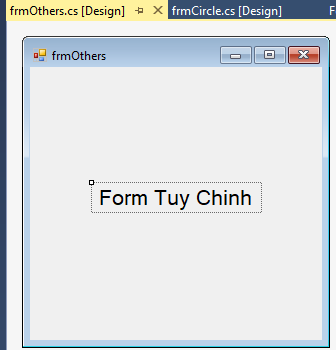 frmOthers.cs [Design]
frmCircle.cs [Design]
F
frmOthers
Form Tuy Chinh